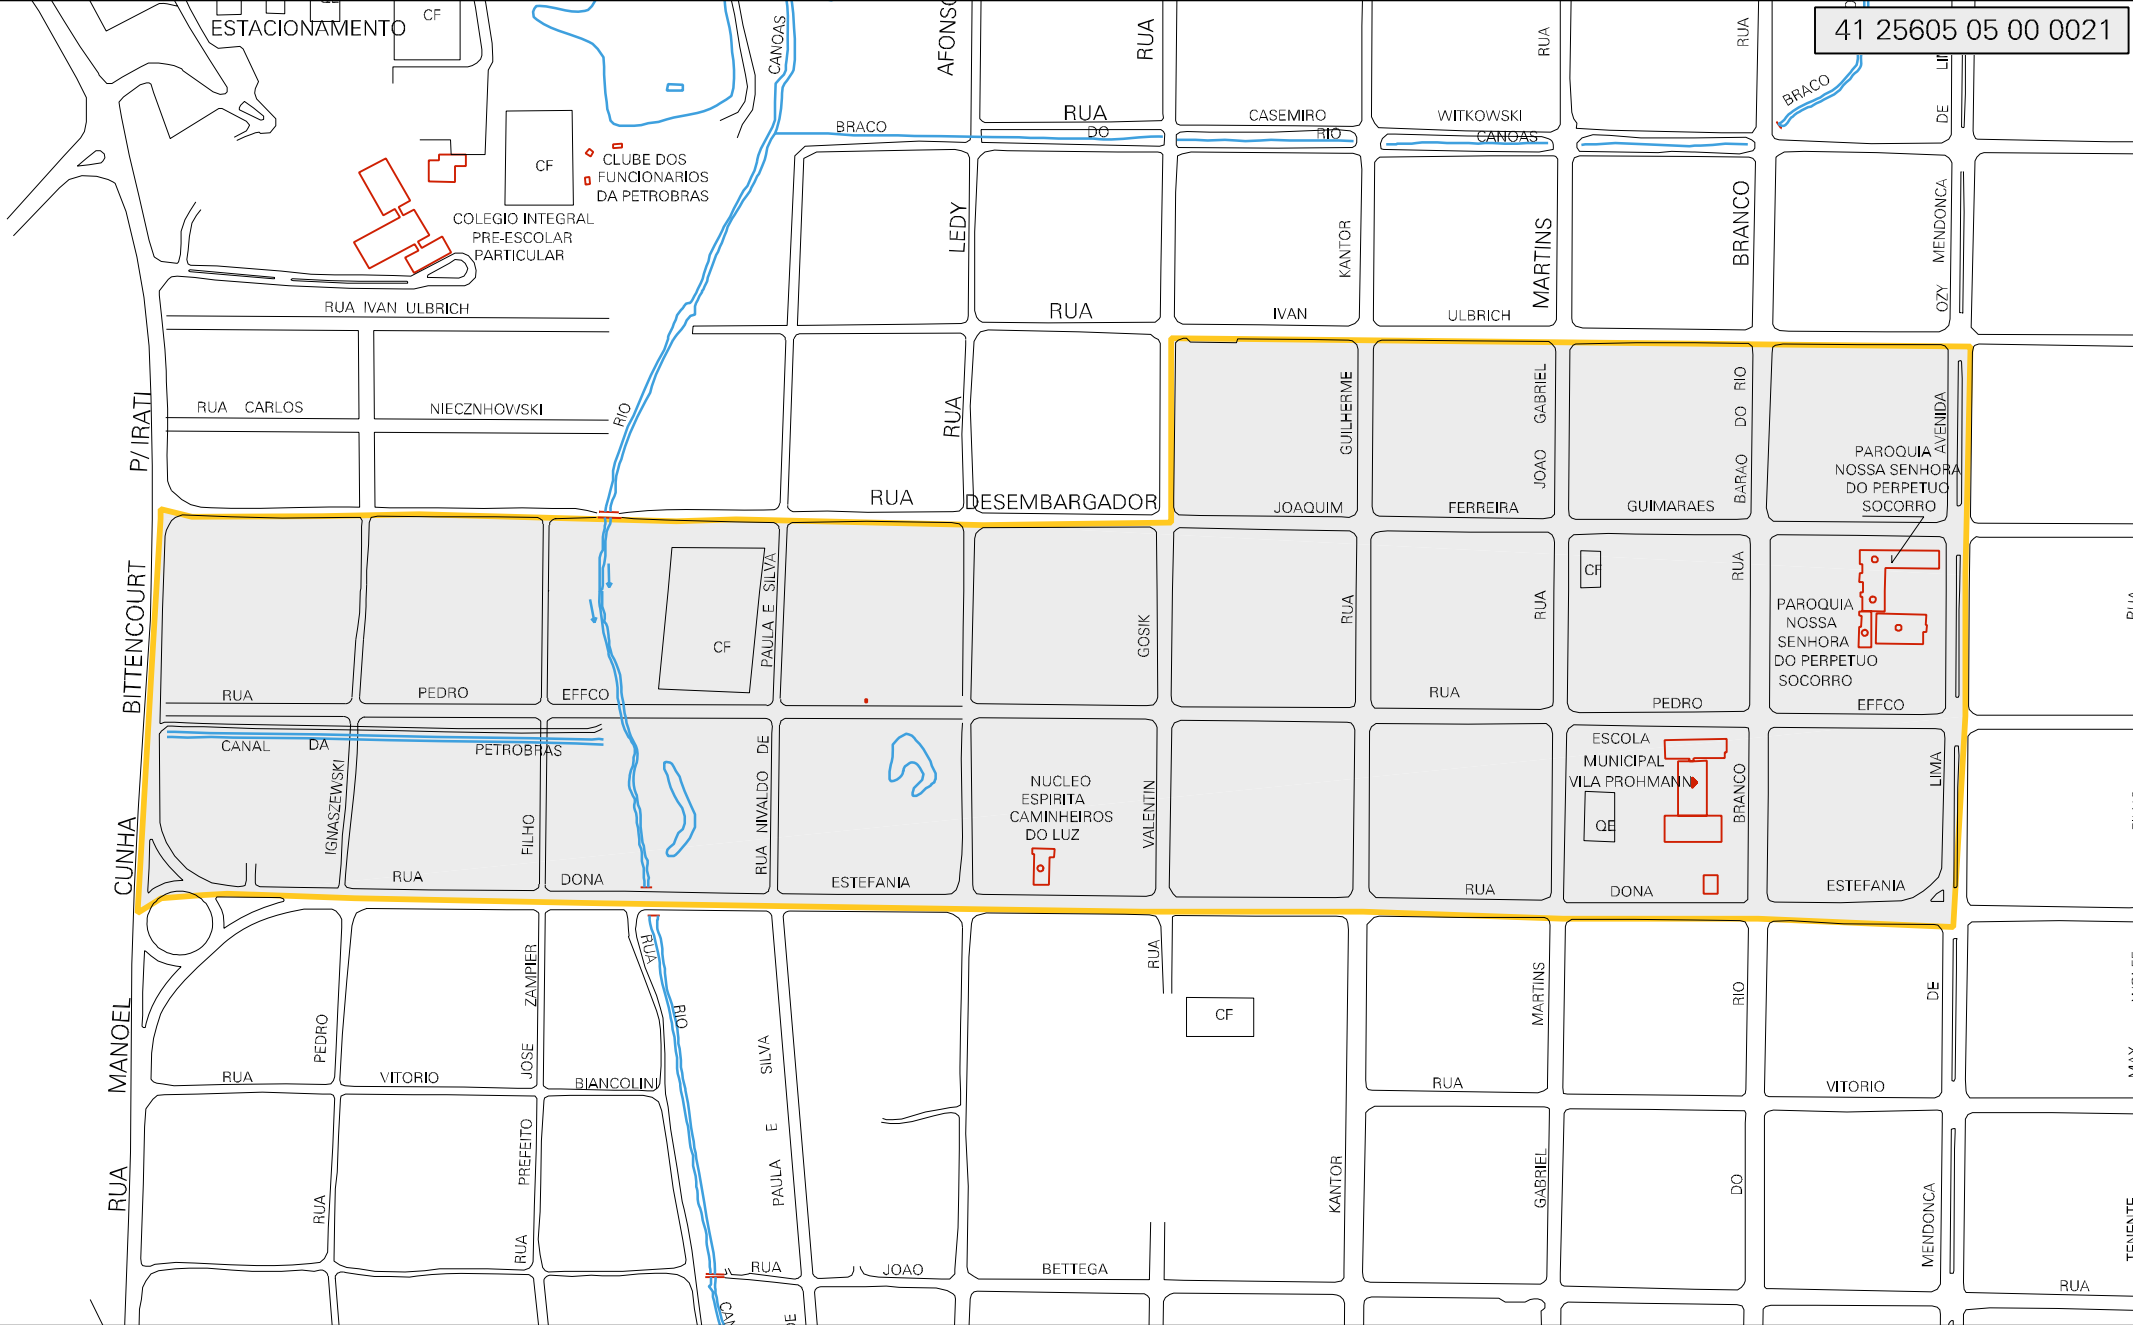 ESTACIONAMENTO
CF
CANOAS
AFONSO
RUA
RUA
RUA
41 25605 05 00 0021
BRACO
DE
RUA
CASEMIRO
WITKOWSKI
BRACO
DO
RIO
CANOAS
CF
CLUBE DOS
FUNCIONARIOS
DA PETROBRAS
COLEGIO INTEGRAL
PRE-ESCOLAR
PARTICULAR
LEDY
KANTOR
MARTINS
BRANCO
MENDONCA
OZY
RUA IVAN ULBRICH
RUA
IVAN
ULBRICH
P/ IRATI
RUA CARLOS
NIECZNHOWSKI
RIO
RUA
GUILHERME
JOAO GABRIEL
BARAO DO RIO
AVENIDA
PAROQUIA
NOSSA SENHORA
DO PERPETUO
SOCORRO
RUA
DESEMBARGADOR
JOAQUIM
FERREIRA
GUIMARAES
BITTENCOURT
CF
PAULA E SILVA
GOSIK
RUA
RUA
CF
RUA
RUA
PAROQUIA
NOSSA
SENHORA
DO PERPETUO
SOCORRO
RUA
PEDRO
EFFCO
RUA
PEDRO
EFFCO
CANAL
DA
PETROBRAS
IGNASZEWSKI
FILHO
RUA NIVALDO DE
NUCLEO
ESPIRITA
CAMINHEIROS
DO LUZ
VALENTIN
ESCOLA
MUNICIPAL
VILA PROHMANN
QE
BRANCO
LIMA
CUNHA
RUA
DONA
ESTEFANIA
RUA
DONA
ESTEFANIA
RUA
ZAMPIER
RIO
RUA
CF
MARTINS
RIO
DE
MANOEL
PEDRO
JOSE
SILVA
RUA
VITORIO
BIANCOLINI
RUA
VITORIO
MAX
RUA
RUA
PREFEITO
RUA
E
PAULA
KANTOR
GABRIEL
DO
MENDONCA
TENENTE
RUA
JOAO
BETTEGA
RUA
DE